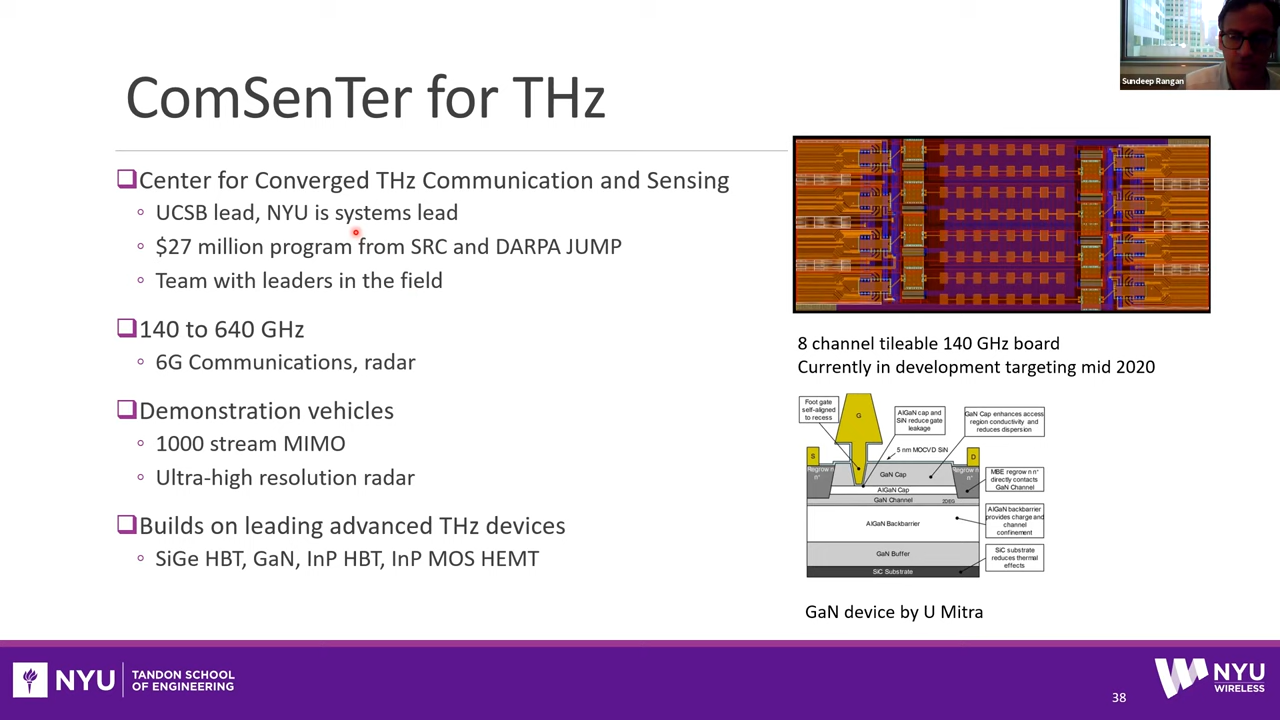 Sundeep Rangan
ComSenTer for THz
Center for Converged THz Communication and Sensing
UCSB lead, NYU is systems lead
$27 million program from SRC and DARPA JUMP
Team with leaders in the field
140 to 640 GHz
6G Communications, radar
Demonstration vehicles
1000 stream MIMO
Ultra-high resolution radar
Builds on leading advanced THz devices
SiGe HBT, GaN, InP HBT, InP MOS HEMT
8 channel tileable 140 GHz board
Currently in development targeting mid 2020
Foot gate
self-aligned
to recess
G
AlGaN cap and
SiN reduce gate
leakage
GaN Cap enhances access
region conductivity and
reduces dispersion
5 nm MOCVD SiN
S
D
Regrown n
n⁺
GaN Cap
Regrown n
n⁺
AlGaN Cap
GaN Channel
2DEG
MBE regrown n⁺
directly contacts
GaN Channel
AlGaN Backbarrier
AlGaN backbarrier
provides charge and
channel
confinement
GaN Buffer
SiC substrate
reduces thermal
effects
SiC Substrate
GaN device by U Mitra
NYU
TANDON SCHOOL
OF ENGINEERING
38
NYU
WIRELESS